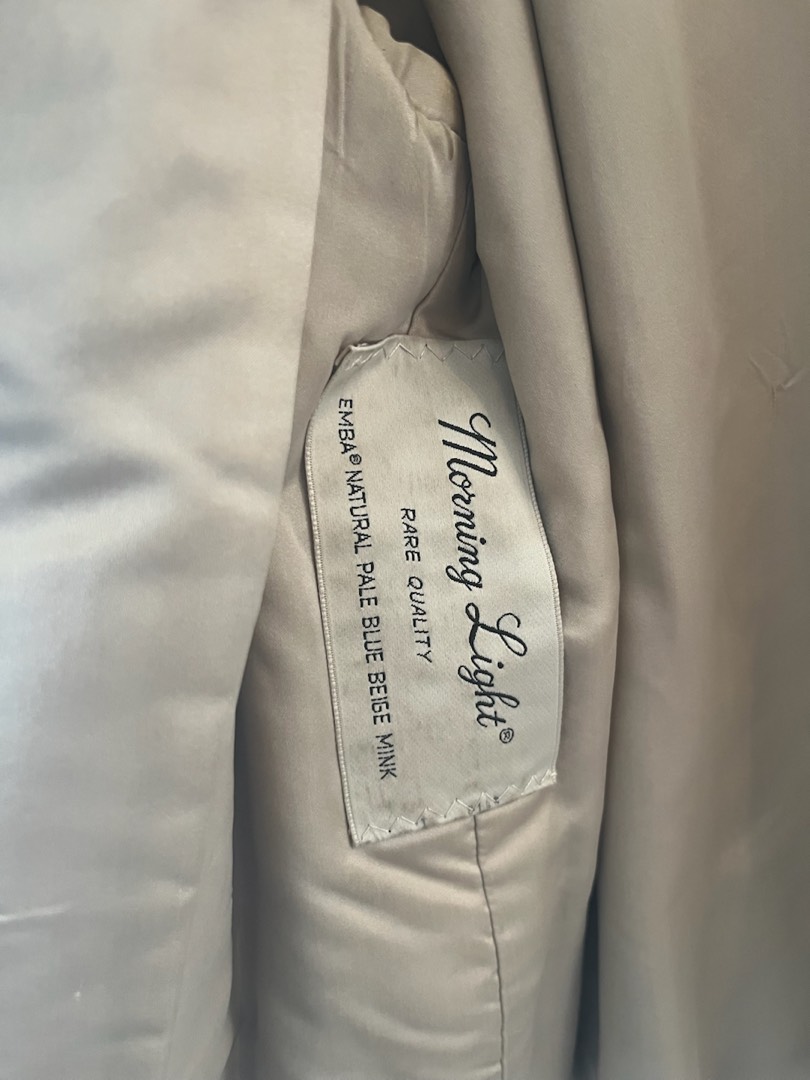 Morning Light®
RARE QUALITY
EMBA® NATURAL PALE BLUE BEIGE MINK